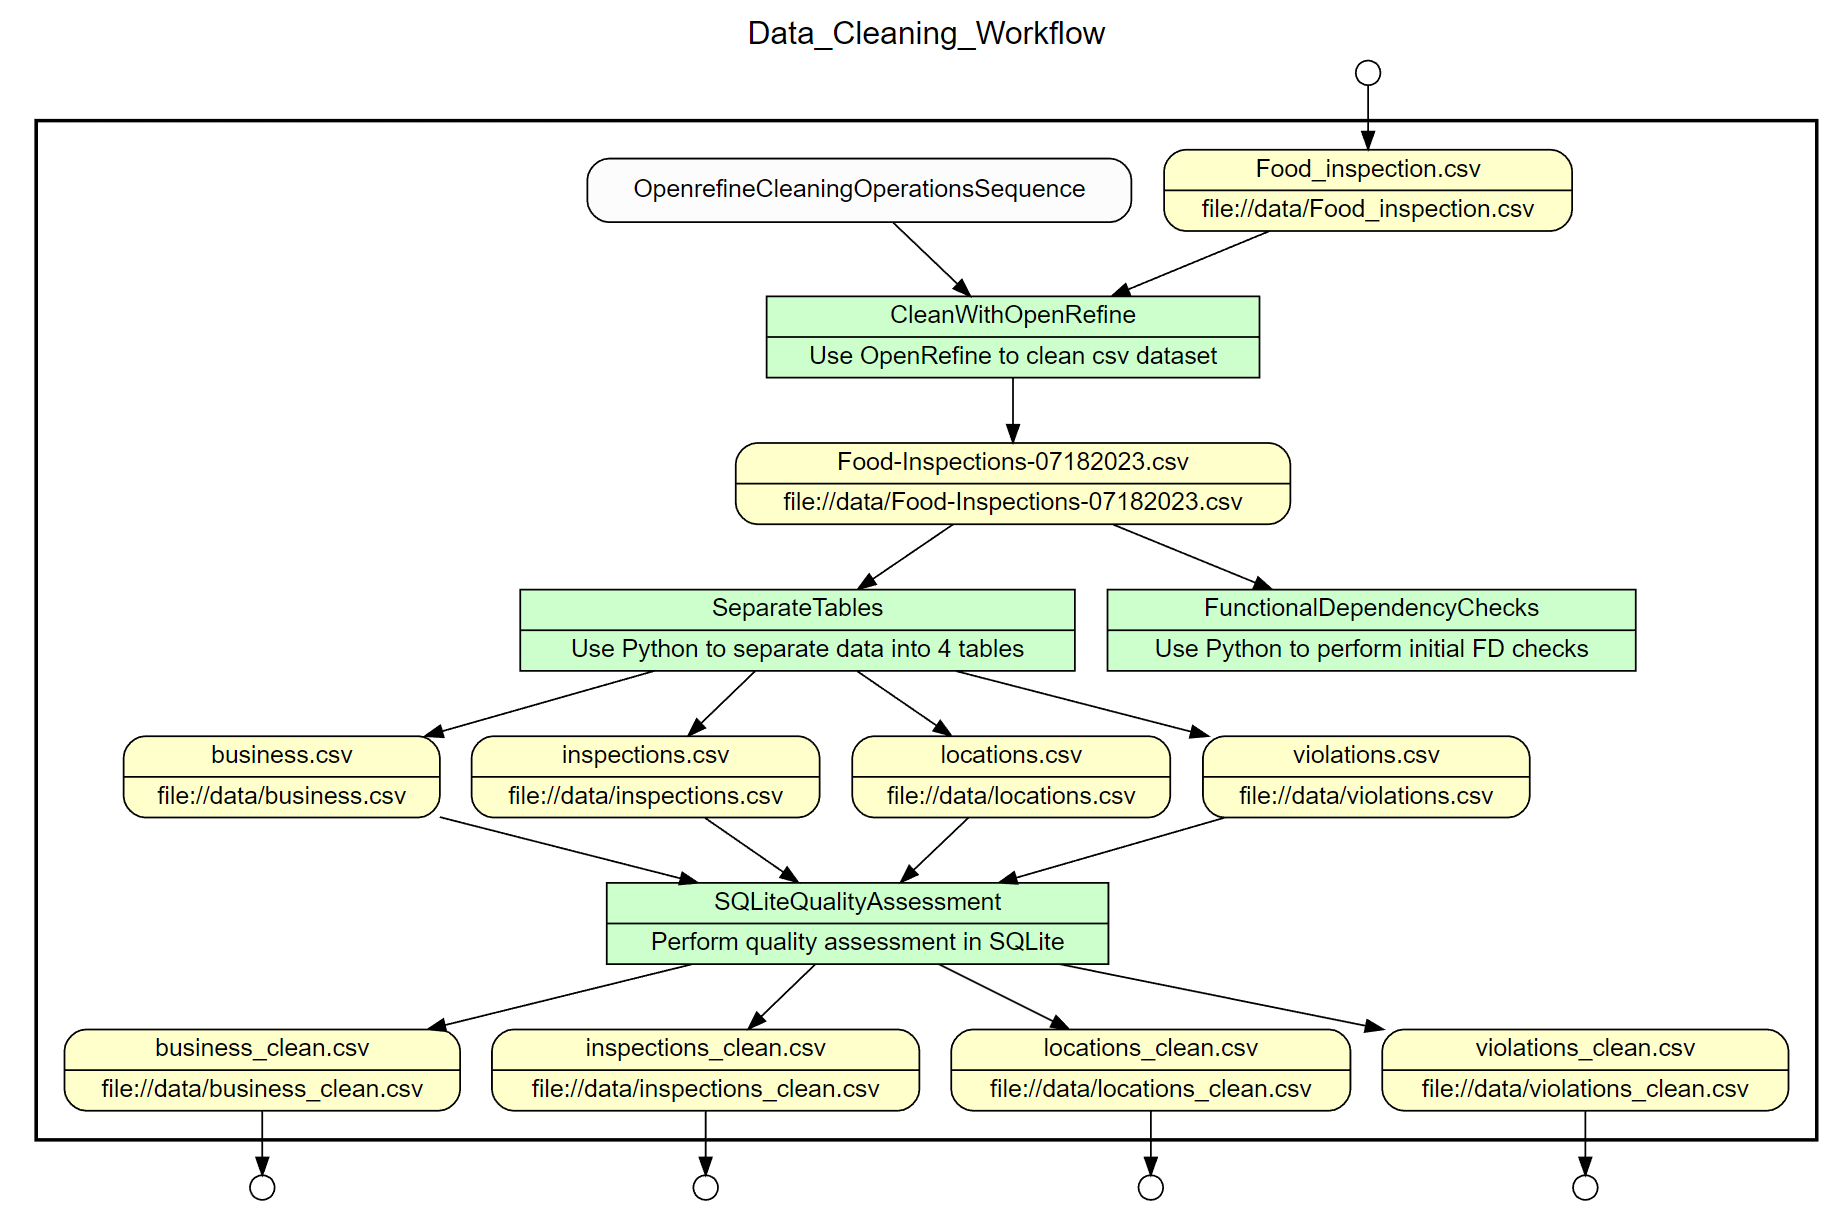 Data_Cleaning_Workflow
OpenrefineCleaningOperationsSequence
Food_inspection.csv
file://data/Food_inspection.csv
CleanWithOpenRefine
Use OpenRefine to clean csv dataset
Food-Inspections-07182023.csv
file://data/Food-Inspections-07182023.csv
SeparateTables
Use Python to separate data into 4 tables
FunctionalDependencyChecks
Use Python to perform initial FD checks
business.csv
file://data/business.csv
inspections.csv
file://data/inspections.csv
locations.csv
file://data/locations.csv
violations.csv
file://data/violations.csv
SQLiteQualityAssessment
Perform quality assessment in SQLite
business_clean.csv
file://data/business_clean.csv
inspections_clean.csv
file://data/inspections_clean.csv
locations_clean.csv
file://data/locations_clean.csv
violations_clean.csv
file://data/violations_clean.csv